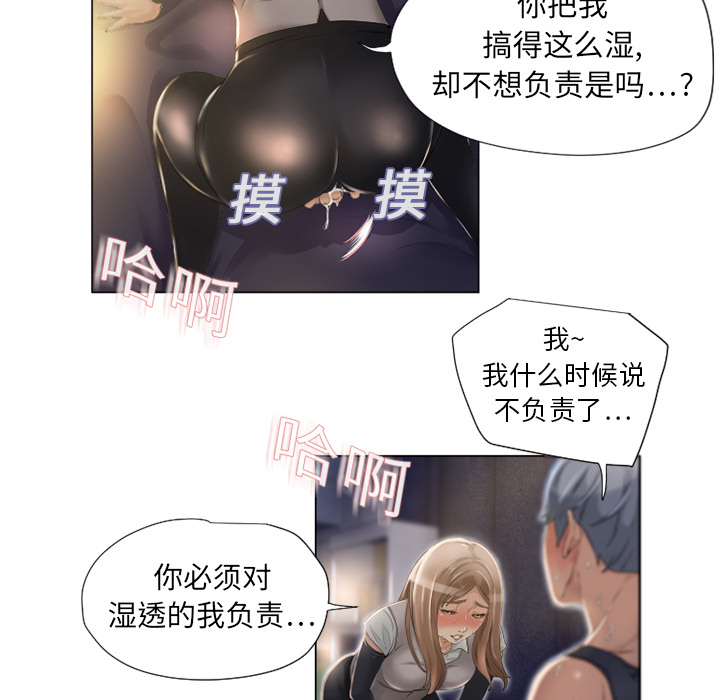 你把我
搞得这么湿,
却不想负责是吗...?
摸
摸
哈啊
我~
我什么时候说
不负责了...
哈啊
你必须对
湿透的我负责...